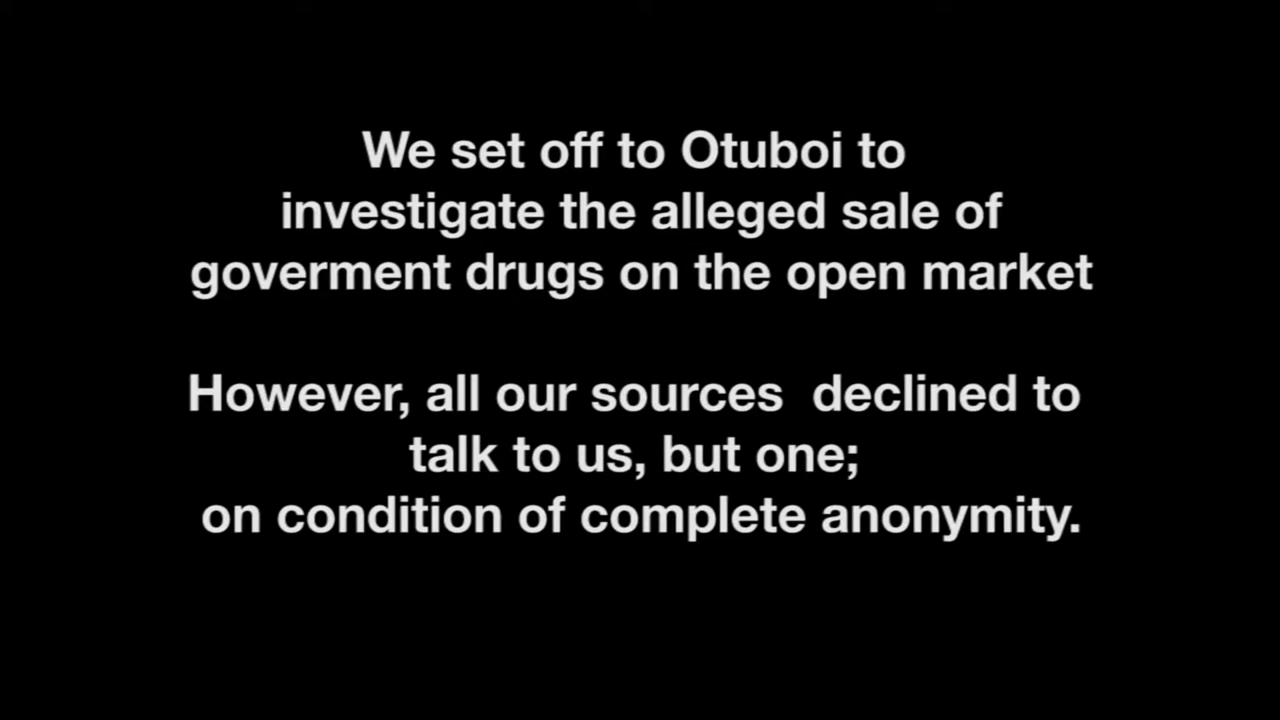 We set off to Otuboi to
investigate the alleged sale of
goverment drugs on the open market
However, all our sources  declined to
talk to us, but one;
on condition of complete anonymity.